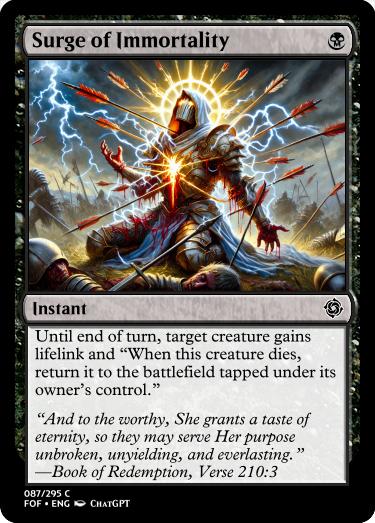 Surge of Immortality
Instant
Until end of turn, target creature gains
lifelink and “When this creature dies,
return it to the battlefield tapped under its
owner’s control.”
“And to the worthy, She grants a taste of
eternity, so they may serve Her purpose
unbroken, unyielding, and everlasting.”
—Book of Redemption, Verse 210:3
087/295 C
FOF • ENG ChatGPT